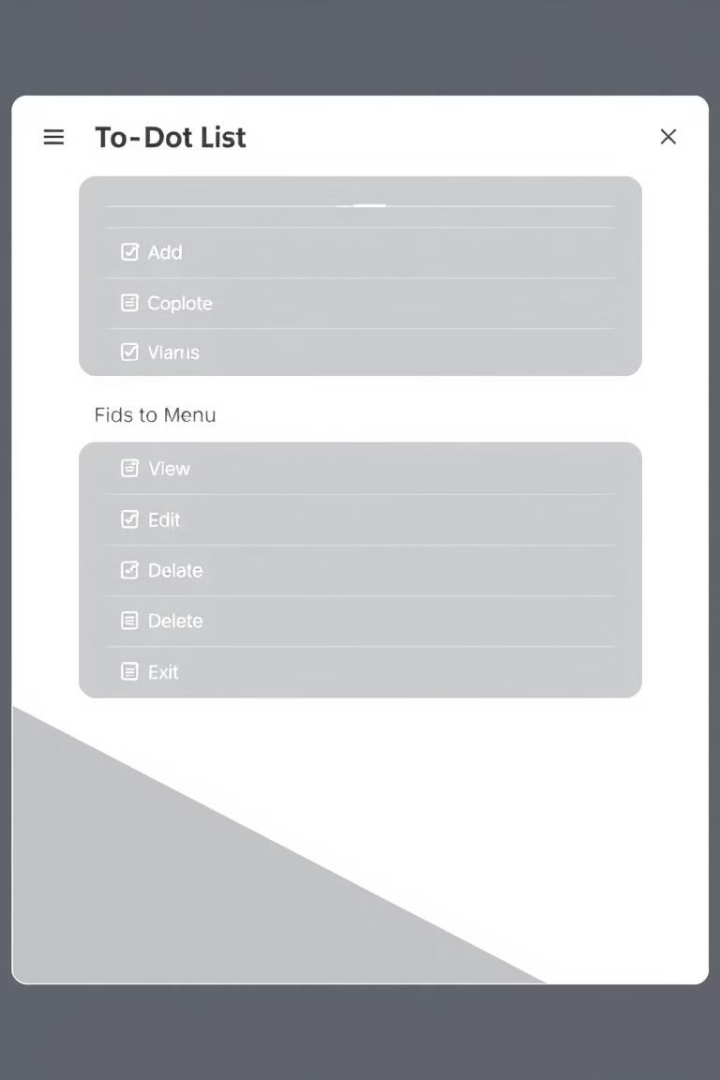 To-Dot List
Add
Coplote
Vlarus
Fids to Menu
View
Edit
Delate
Delete
Exit